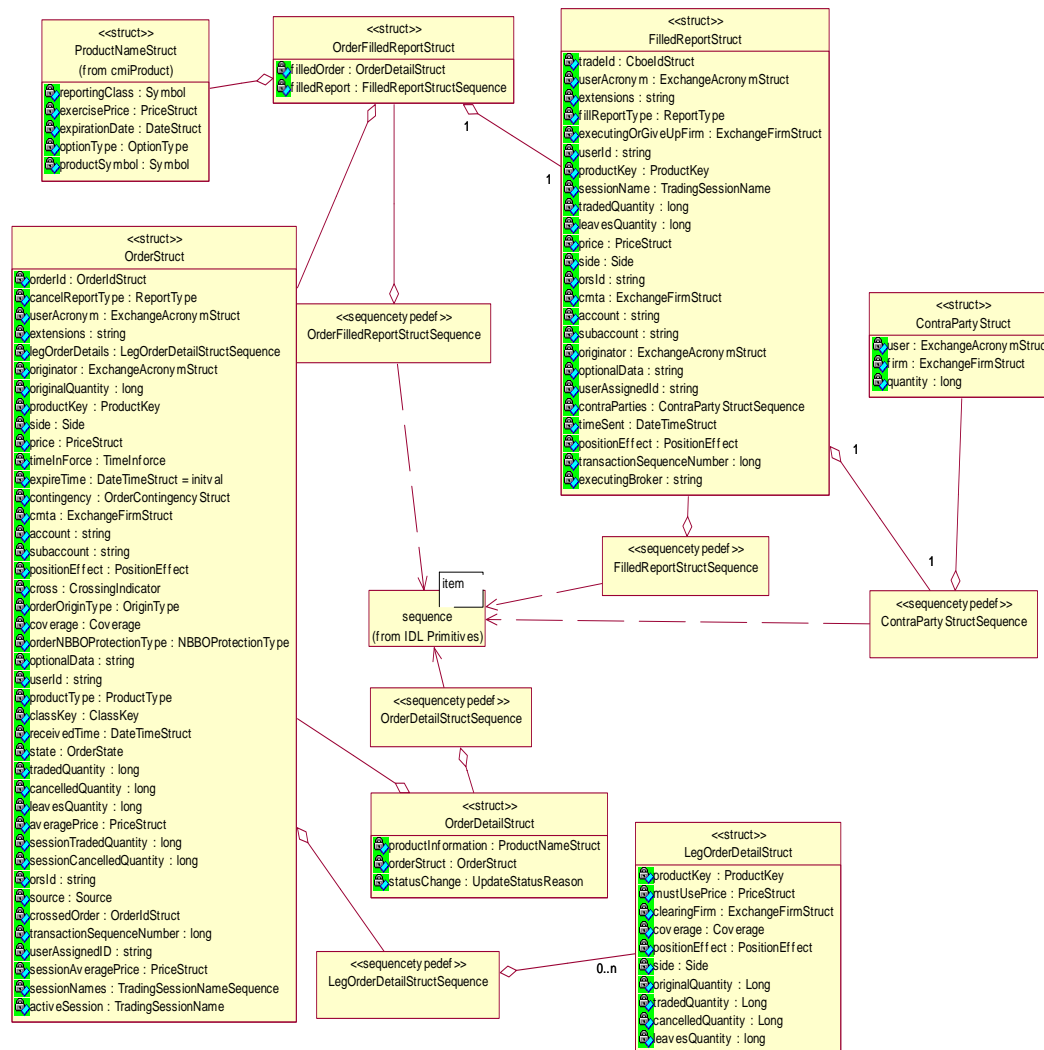 <<struct>>
ProductNameStruct
(from cmiProduct)
reportingClass : Symbol
exercisePrice : PriceStruct
expirationDate : DateStruct
optionType : OptionType
productSymbol : Symbol
<<struct>>
OrderFilledReportStruct
filledOrder : OrderDetailStruct
filledReport : FilledReportStructSequence
1
1
<<struct>>
FilledReportStruct
tradeId : CboeIdStruct
userAcronym : ExchangeAcronymStruct
extensions : string
fillReportType : ReportType
executingOrGiveUpFirm : ExchangeFirmStruct
userId : string
productKey : ProductKey
sessionName : TradingSessionName
tradedQuantity : long
leavesQuantity : long
price : PriceStruct
side : Side
orsId : string
cmta : ExchangeFirmStruct
account : string
subaccount : string
originator : ExchangeAcronymStruct
optionalData : string
userAssignedId : string
contraParties : ContraPartyStructSequence
timeSent : DateTimeStruct
positionEffect : PositionEffect
transactionSequenceNumber : long
executingBroker : string
<<struct>>
OrderStruct
orderId : OrderIdStruct
cancelReportType : ReportType
userAcronym : ExchangeAcronymStruct
extensions : string
legOrderDetails : LegOrderDetailStructSequence
originator : ExchangeAcronymStruct
originalQuantity : long
productKey : ProductKey
side : Side
price : PriceStruct
timeInForce : TimeInforce
expireTime : DateTimeStruct = initval
contingency : OrderContingencyStruct
cmta : ExchangeFirmStruct
account : string
subaccount : string
positionEffect : PositionEffect
cross : CrossingIndicator
orderOriginType : OriginType
coverage : Coverage
orderNBBOProtectionType : NBBOProtectionType
optionalData : string
userId : string
productType : ProductType
classKey : ClassKey
receivedTime : DateTimeStruct
state : OrderState
tradedQuantity : long
cancelledQuantity : long
leavesQuantity : long
averagePrice : PriceStruct
sessionTradedQuantity : long
sessionCancelledQuantity : long
orsId : string
source : Source
crossedOrder : OrderIdStruct
transactionSequenceNumber : long
userAssignedID : string
sessionAveragePrice : PriceStruct
sessionNames : TradingSessionNameSequence
activeSession : TradingSessionName
<<sequencetypedef>>
OrderFilledReportStructSequence
<<struct>>
ContraPartyStruct
user : ExchangeAcronymStruct
firm : ExchangeFirmStruct
quantity : long
1
1
<<sequencetypedef>>
FilledReportStructSequence
item
sequence
(from IDL Primitives)
<<sequencetypedef>>
ContraPartyStructSequence
<<sequencetypedef>>
OrderDetailStructSequence
<<struct>>
OrderDetailStruct
productInformation : ProductNameStruct
orderStruct : OrderStruct
statusChange : UpdateStatusReason
<<sequencetypedef>>
LegOrderDetailStructSequence
0..n
<<struct>>
LegOrderDetailStruct
productKey : ProductKey
mustUsePrice : PriceStruct
clearingFirm : ExchangeFirmStruct
coverage : Coverage
positionEffect : PositionEffect
side : Side
originalQuantity : Long
tradedQuantity : Long
cancelledQuantity : Long
leavesQuantity : long